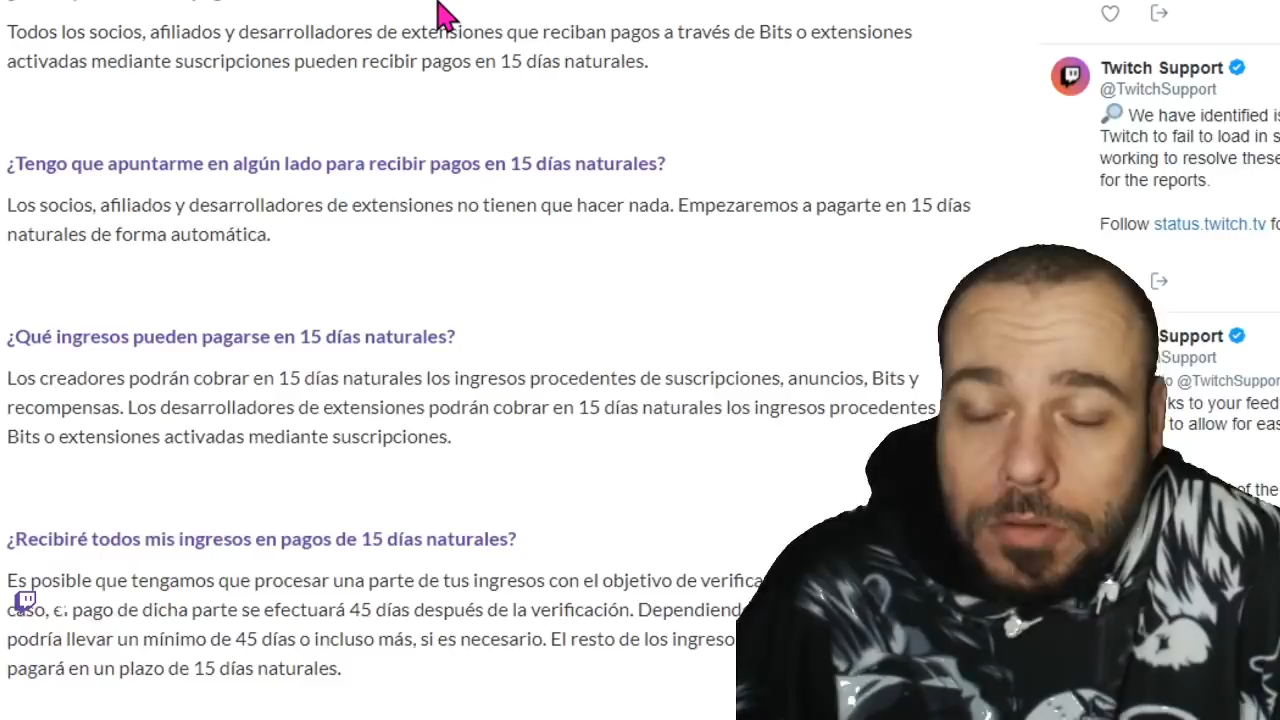 Todos los socios, afiliados y desarrolladores de extensiones que reciban pagos a través de Bits o extensiones
activadas mediante suscripciones pueden recibir pagos en 15 días naturales.
¿Tengo que apuntarme en algún lado para recibir pagos en 15 días naturales?
Los socios, afiliados y desarrolladores de extensiones no tienen que hacer nada. Empezaremos a pagarte en 15 días
naturales de forma automática.
¿Qué ingresos pueden pagarse en 15 días naturales?
Los creadores podrán cobrar en 15 días naturales los ingresos procedentes de suscripciones, anuncios, Bits y
recompensas. Los desarrolladores de extensiones podrán cobrar en 15 días naturales los ingresos procedentes
Bits o extensiones activadas mediante suscripciones.
¿Recibiré todos mis ingresos en pagos de 15 días naturales?
Es posible que tengamos que procesar una parte de tus ingresos con el objetivo de
pago de dicha parte se efectuará 45 días después de la verificación.
podría llevar un mínimo de 45 días o incluso más, si es necesario. El resto de los
pagará en un plazo de 15 días naturales.
Twitch Support
@TwitchSupport
We have identified
Twitch to fail to load in
working to resolve these
for the reports.
Follow status.twitch.tv
Support
Support
@TwitchSuppor
to your feed
to allow for
of the